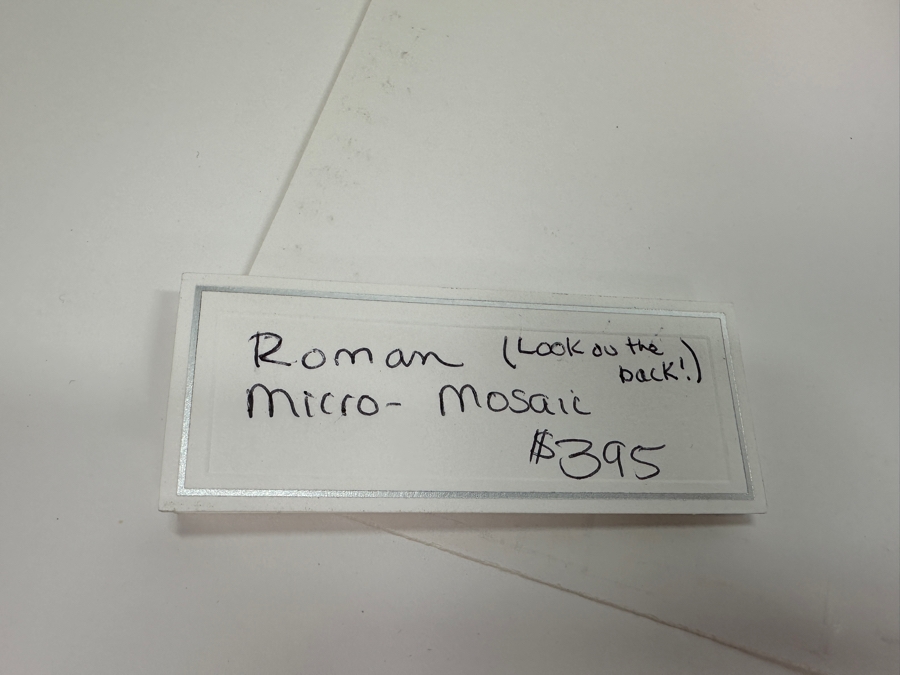 Roman (Look on the
back!)
Micro- Mosaic
$395